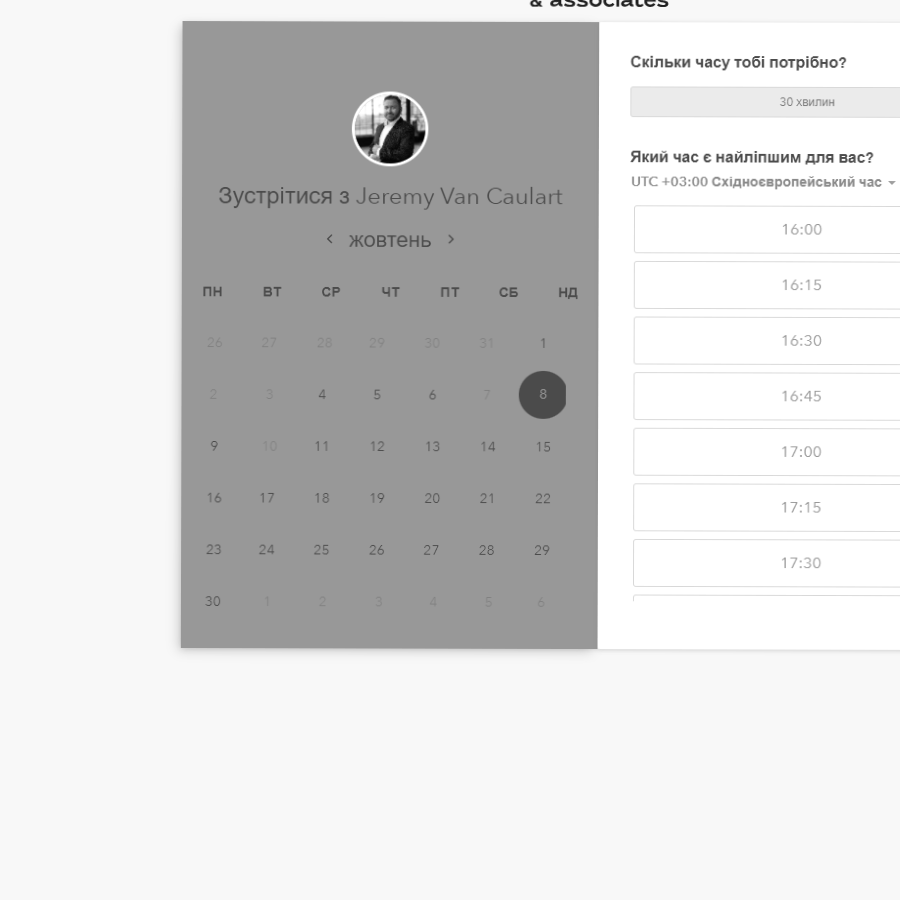 & associates
Зустрітися з Jeremy Van Caulart
жовтень
ПН ВТ СР ЧТ ПТ СБ НД
26 27 28 29 30 31 1
2 3 4 5 6 7 8
9 10 11 12 13 14 15
16 17 18 19 20 21 22
23 24 25 26 27 28 29
30 1 2 3 4 5 6
Скільки часу тобі потрібно?
30 хвилин
Який час є найліпшим для вас?
UTC +03:00 Східноєвропейський час
16:00
16:15
16:30
16:45
17:00
17:15
17:30